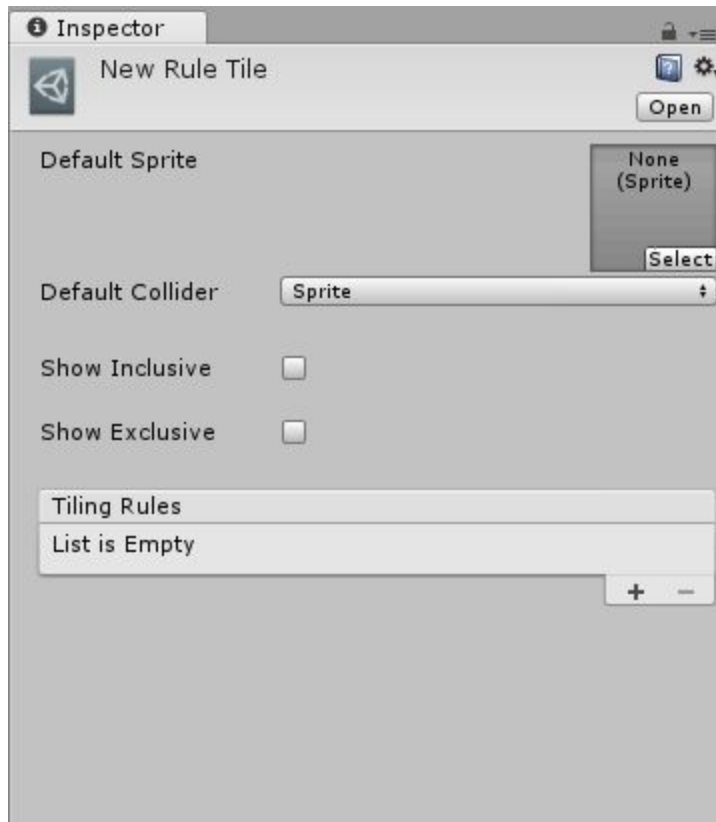 Inspector
New Rule Tile
Open
Default Sprite
None
(Sprite)
Select
Default Collider
Sprite
Show Inclusive
Show Exclusive
Tiling Rules
List is Empty
+ −